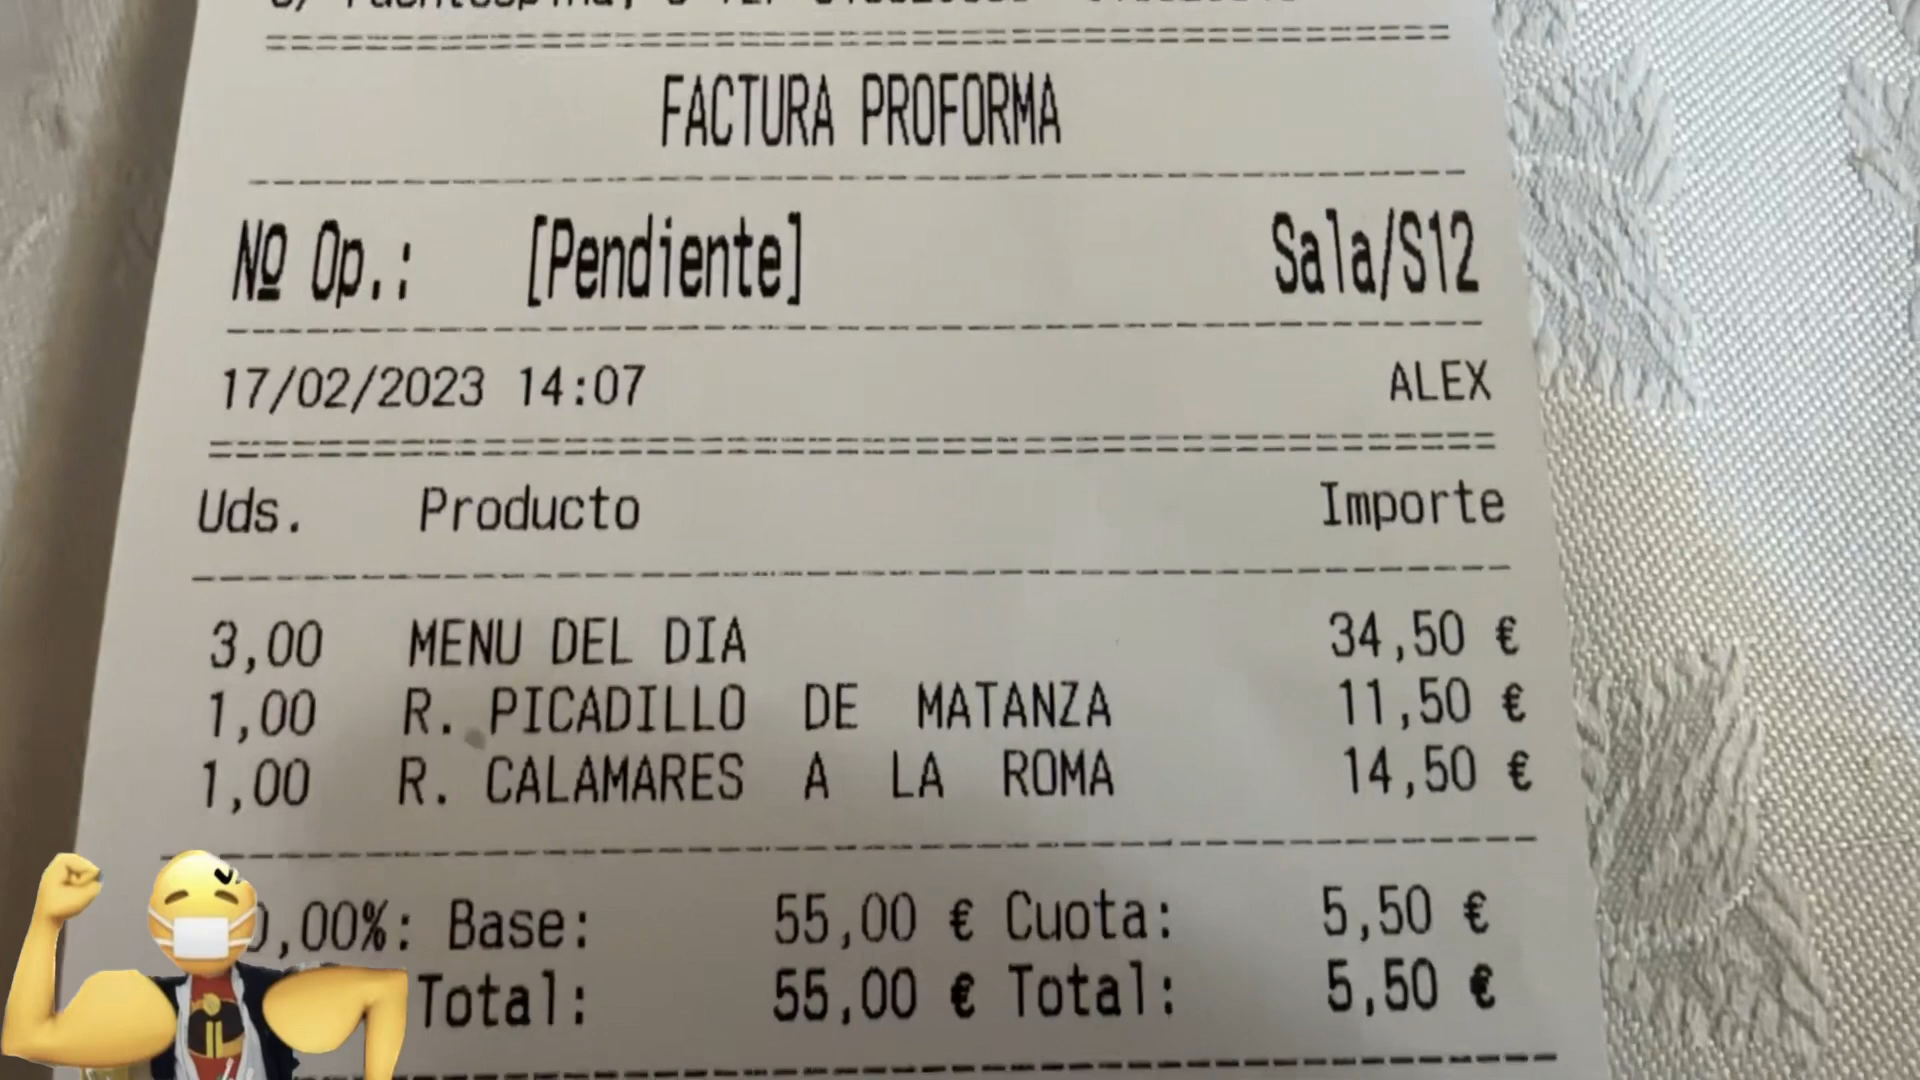 FACTURA PROFORMA
Nº Op.: [Pendiente] Sala/S12
17/02/2023 14:07 ALEX
Uds. Producto Importe
3,00 MENU DEL DIA 34,50 €
1,00 R. PICADILLO DE MATANZA 11,50 €
1,00 R. CALAMARES A LA ROMA 14,50 €
Base: 55,00 € Cuota: 5,50 €
Total: 55,00 € Total: 5,50 €